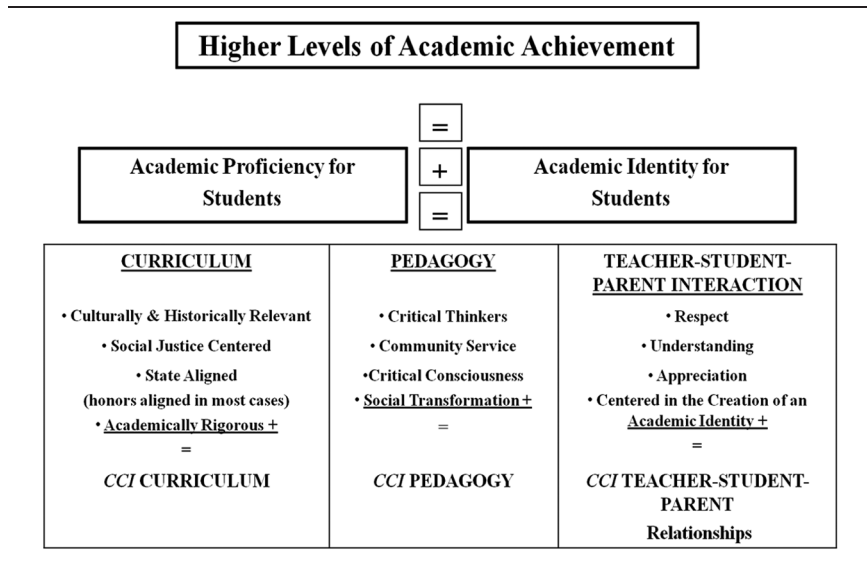 Higher Levels of Academic Achievement
=
Academic Proficiency for
Students
+
Academic Identity for
Students
=
CURRICULUM
• Culturally & Historically Relevant
• Social Justice Centered
• State Aligned
(honors aligned in most cases)
• Academically Rigorous +
=
CCI CURRICULUM
PEDAGOGY
• Critical Thinkers
• Community Service
•Critical Consciousness
• Social Transformation +
=
CCI PEDAGOGY
TEACHER-STUDENT-
PARENT INTERACTION
• Respect
• Understanding
• Appreciation
• Centered in the Creation of an
Academic Identity +
=
CCI TEACHER-STUDENT-
PARENT
Relationships